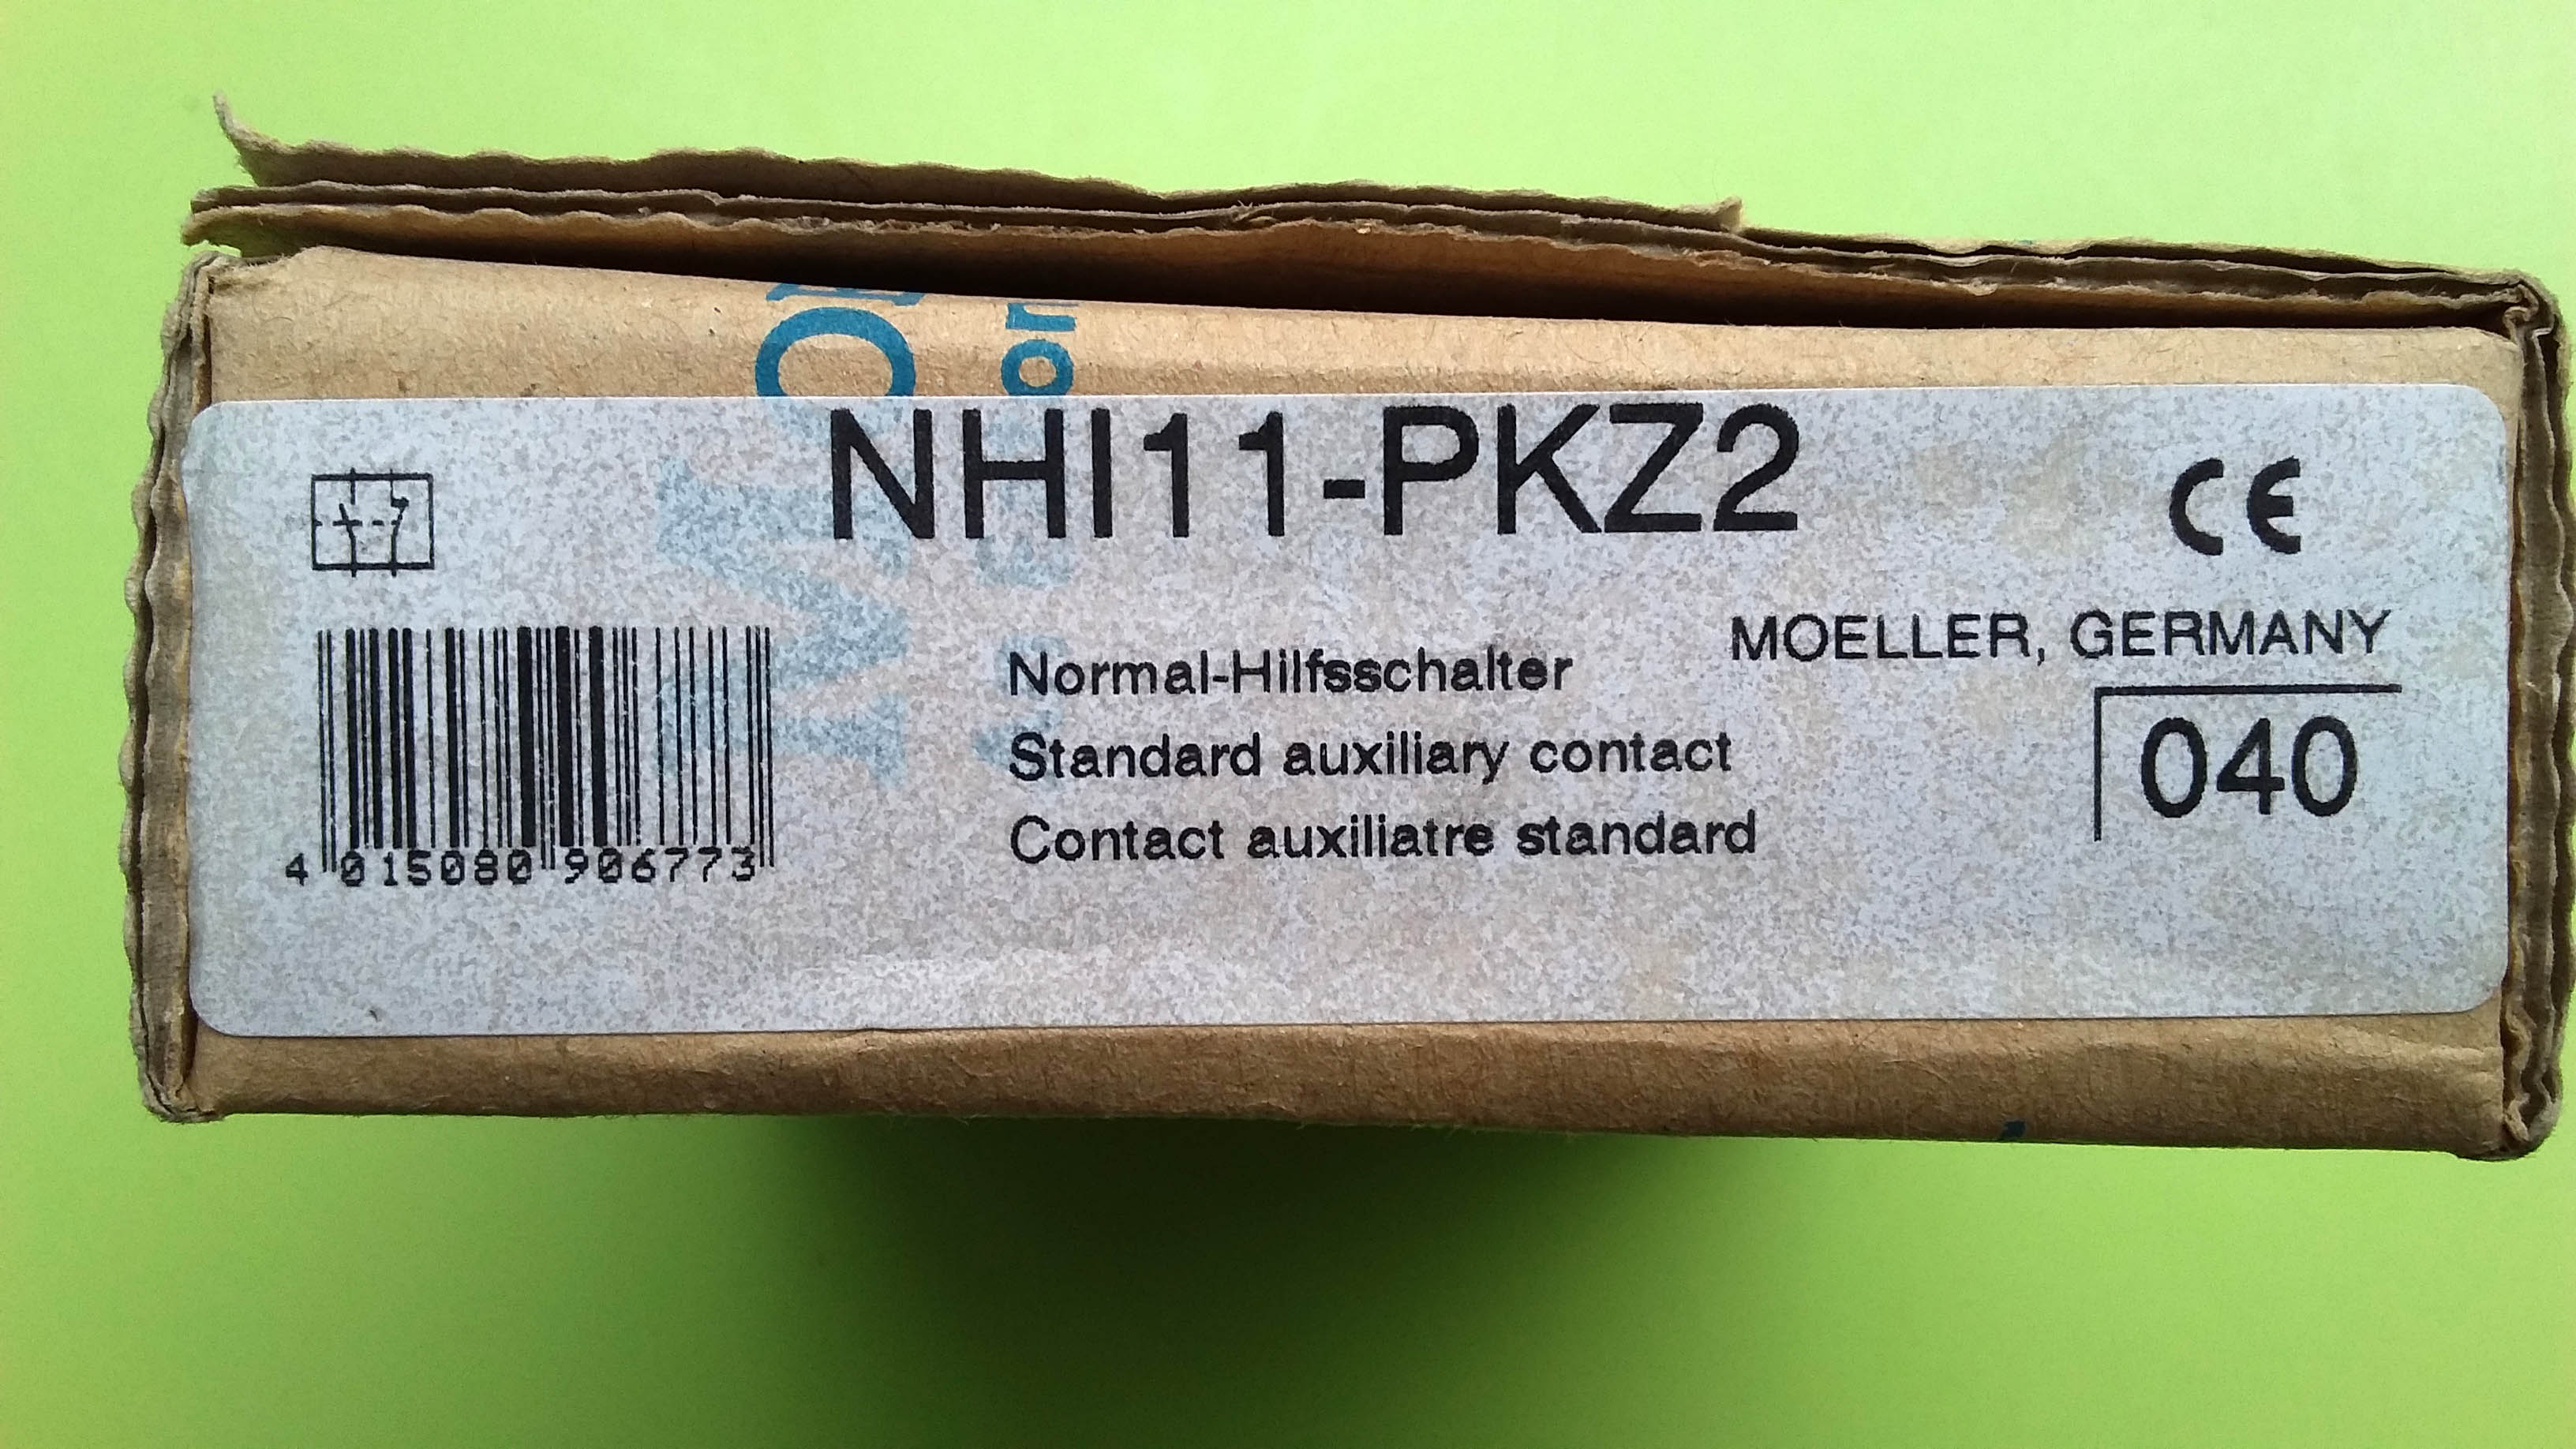 NHI11-PKZ2
CE
MOELLER, GERMANY
Normal-Hilfsschalter
Standard auxiliary contact
Contact auxiliatre standard
040
4 015080 906773